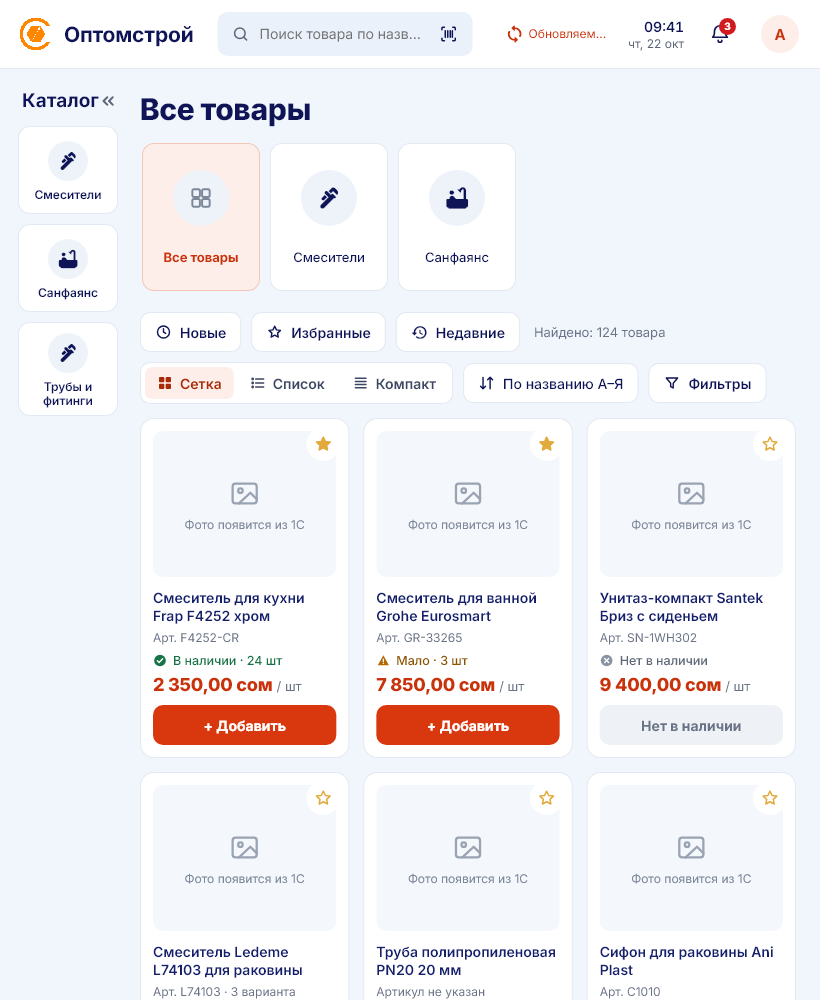 Оптомстрой
Поиск товара по назв...
Обновляем...
09:41
чт, 22 окт
3
А
Каталог
Смесители
Санфаянс
Трубы и
фитинги
Все товары
Все товары
Смесители
Санфаянс
Новые
Избранные
Недавние
Найдено: 124 товара
Сетка
Список
Компакт
По названию А–Я
Фильтры
Фото появится из 1С
Смеситель для кухни
Frap F4252 хром
Арт. F4252-CR
В наличии · 24 шт
2 350,00 сом / шт
+ Добавить
Фото появится из 1С
Смеситель для ванной
Grohe Eurosmart
Арт. GR-33265
Мало · 3 шт
7 850,00 сом / шт
+ Добавить
Фото появится из 1С
Унитаз-компакт Santek
Бриз с сиденьем
Арт. SN-1WH302
Нет в наличии
9 400,00 сом / шт
Нет в наличии
Фото появится из 1С
Смеситель Ledeme
L74103 для раковины
Арт. L74103 · 3 варианта
Фото появится из 1С
Труба полипропиленовая
PN20 20 мм
Артикул не указан
Фото появится из 1С
Сифон для раковины Ani
Plast
Арт. C1010